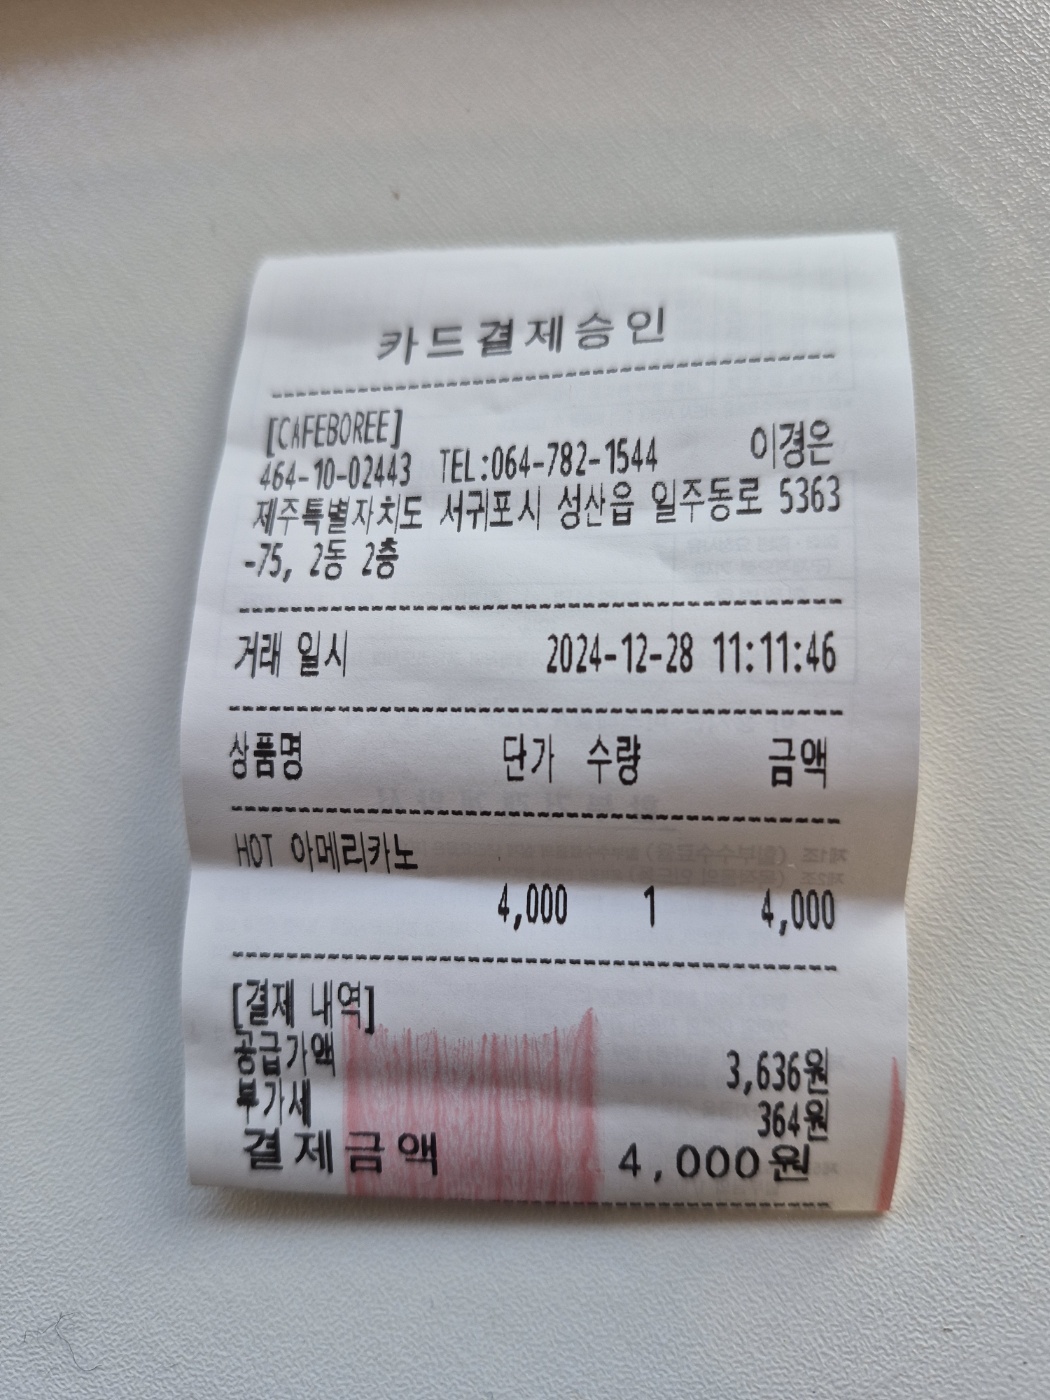 카드결제승인
[CAFEBOREE]
464-10-02443 TEL:064-782-1544 이경은
제주특별자치도 서귀포시 성산읍 일주동로 5363
-75, 2동 2층
거래 일시 2024-12-28 11:11:46
상품명 단가 수량 금액
HOT 아메리카노
4,000 1 4,000
[결제 내역]
공급가액 3,636원
부가세 364원
결제금액 4,000원